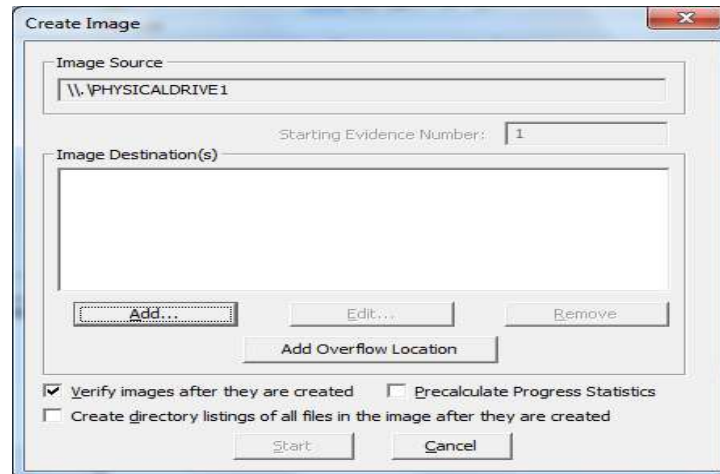 Create Image
Image Source
\\.\PHYSICALDRIVE1
Starting Evidence Number: 1
Image Destination(s)
Add... Edit... Remove
Add Overflow Location
Verify images after they are created Precalculate Progress Statistics
Create directory listings of all files in the image after they are created
Start Cancel